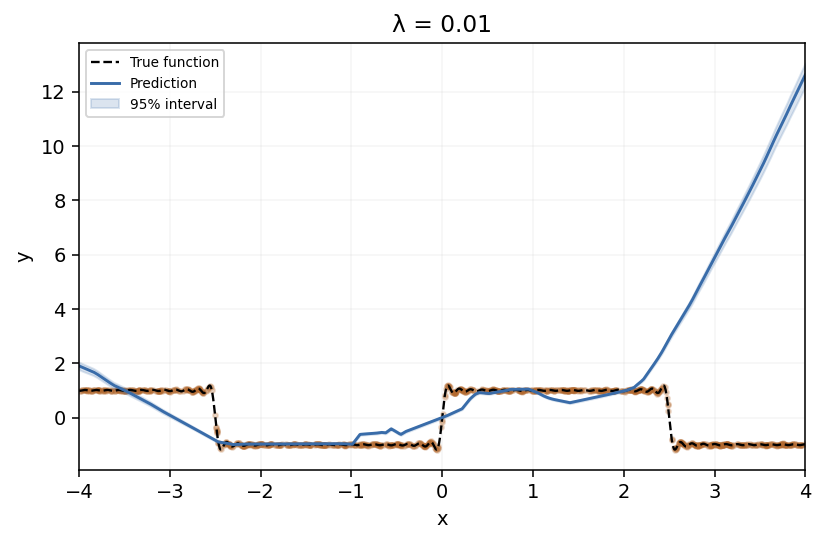 λ = 0.01
True function
Prediction
95% interval
y
12
10
8
6
4
2
0
−4 −3 −2 −1 0 1 2 3 4
x